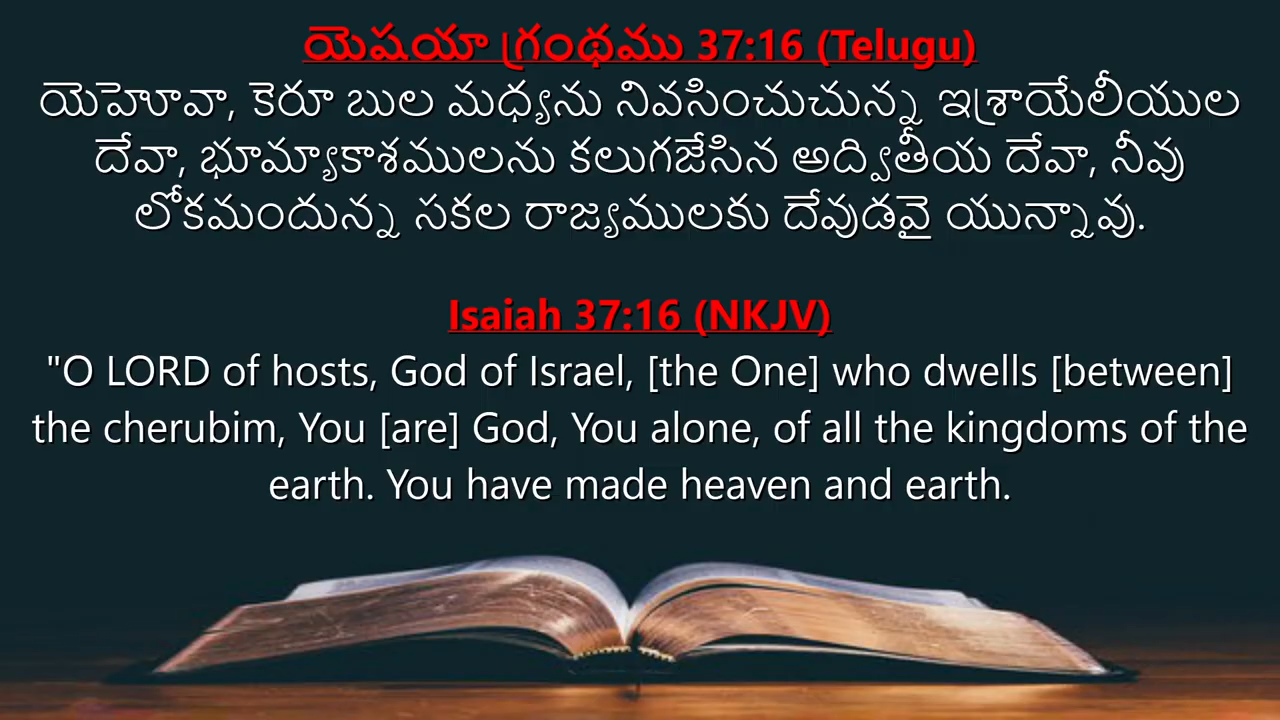 యెషయా గ్రంథము 37:16 (Telugu)
యెహోవా, కెరూ బుల మధ్యను నివసించుచున్న ఇశ్రాయేలీయుల
దేవా, భూమ్యాకాశములను కలుగజేసిన అద్వితీయ దేవా, నీవు
లోకమందున్న సకల రాజ్యములకు దేవుడవై యున్నావు.
Isaiah 37:16 (NKJV)
"O LORD of hosts, God of Israel, [the One] who dwells [between]
the cherubim, You [are] God, You alone, of all the kingdoms of the
earth. You have made heaven and earth.